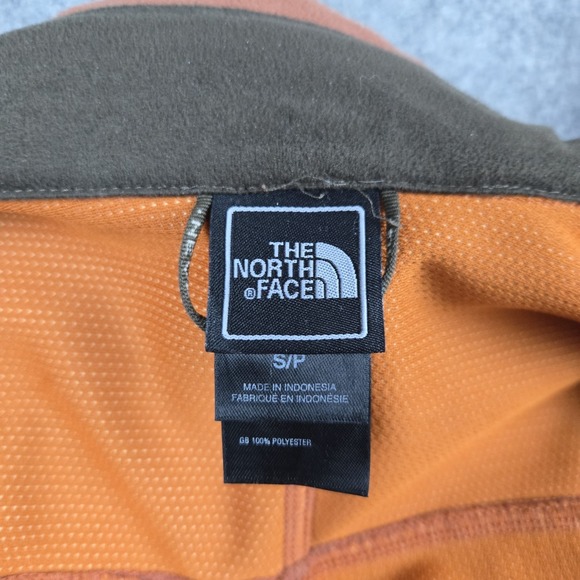 THE
NORTH
® FACE
S/P
MADE IN INDONESIA
FABRIQUÉ EN INDONÉSIE
GB 100% POLYESTER